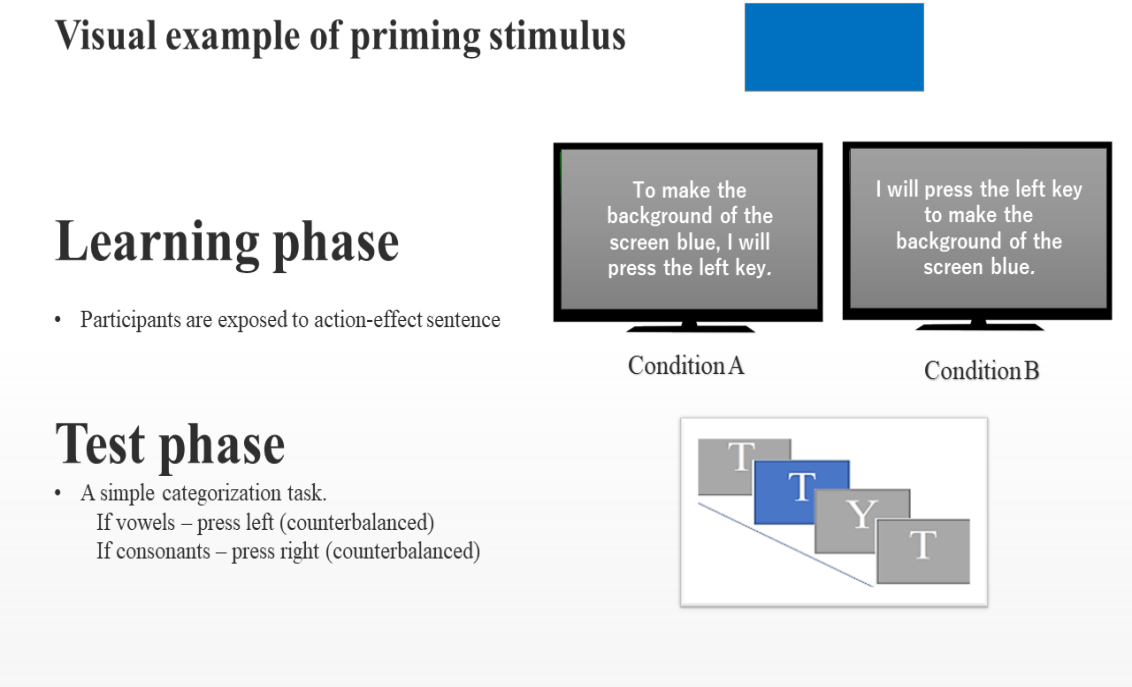 Visual example of priming stimulus
Learning phase
• Participants are exposed to action-effect sentence
To make the
background of the
screen blue, I will
press the left key.
Condition A
I will press the left key
to make the
background of the
screen blue.
Condition B
Test phase
• A simple categorization task.
If vowels – press left (counterbalanced)
If consonants – press right (counterbalanced)
T
T
Y
T